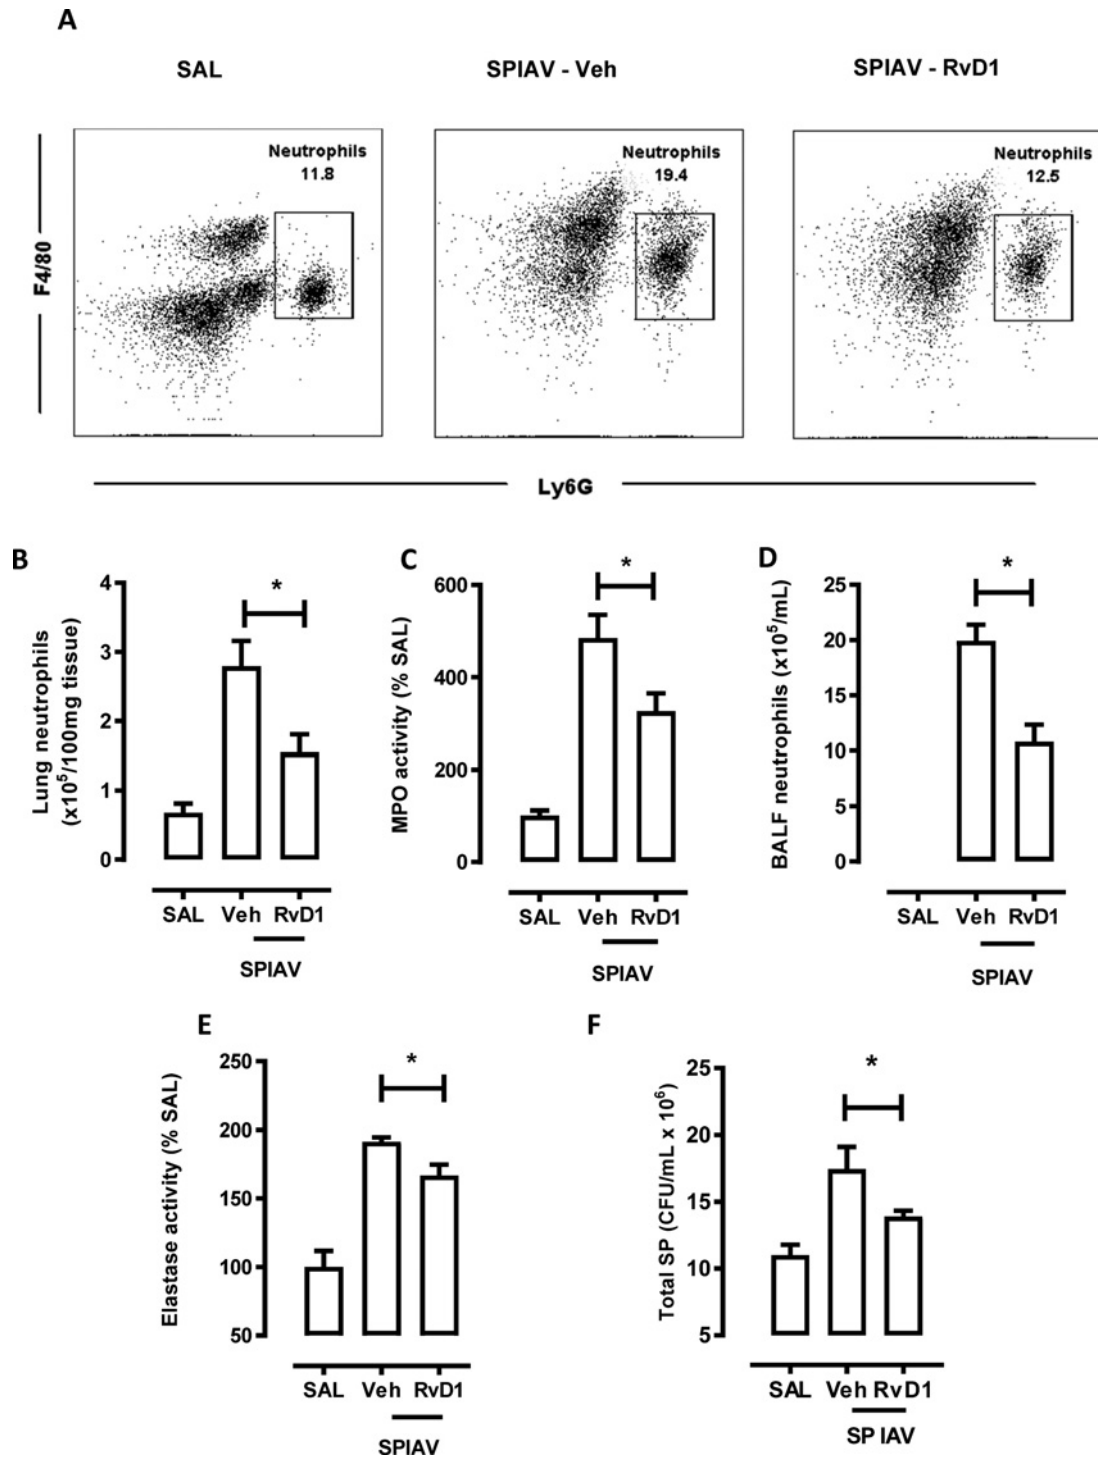 A
SAL
SPIAV - Veh
SPIAV - RvD1
Neutrophils
11.8
Neutrophils
19.4
Neutrophils
12.5
F4/80
Ly6G
B
Lung neutrophils
(x10⁵/100mg tissue)
4
3
2
1
0
SAL Veh RvD1
SPIAV
*
C
MPO activity (% SAL)
600
400
200
0
SAL Veh RvD1
SPIAV
*
D
BALF neutrophils (x10⁵/mL)
25
20
15
10
5
0
SAL Veh RvD1
SPIAV
*
E
Elastase activity (% SAL)
250
200
150
100
50
SAL Veh RvD1
SPIAV
*
F
Total SP (CFU/mL x 10⁶)
25
20
15
10
5
SAL Veh RvD1
SP IAV
*